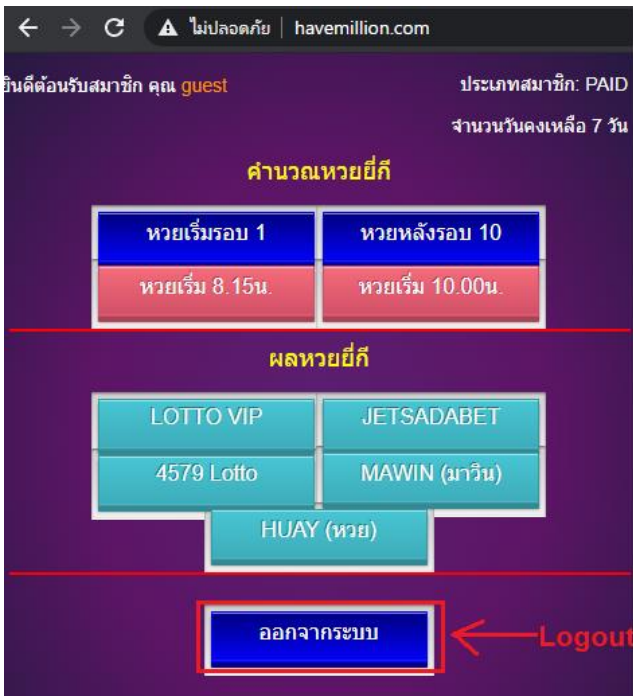 ไม่ปลอดภัย | havemillion.com
ยินดีต้อนรับสมาชิก คุณ guest
ประเภทสมาชิก: PAID
จำนวนวันคงเหลือ 7 วัน
คำนวณหวยยี่กี
หวยเริ่มรอบ 1 หวยหลังรอบ 10
หวยเริ่ม 8.15น. หวยเริ่ม 10.00น.
ผลหวยยี่กี
LOTTO VIP JETSADABET
4579 Lotto MAWIN (มาวิน)
HUAY (หวย)
ออกจากระบบ
Logout